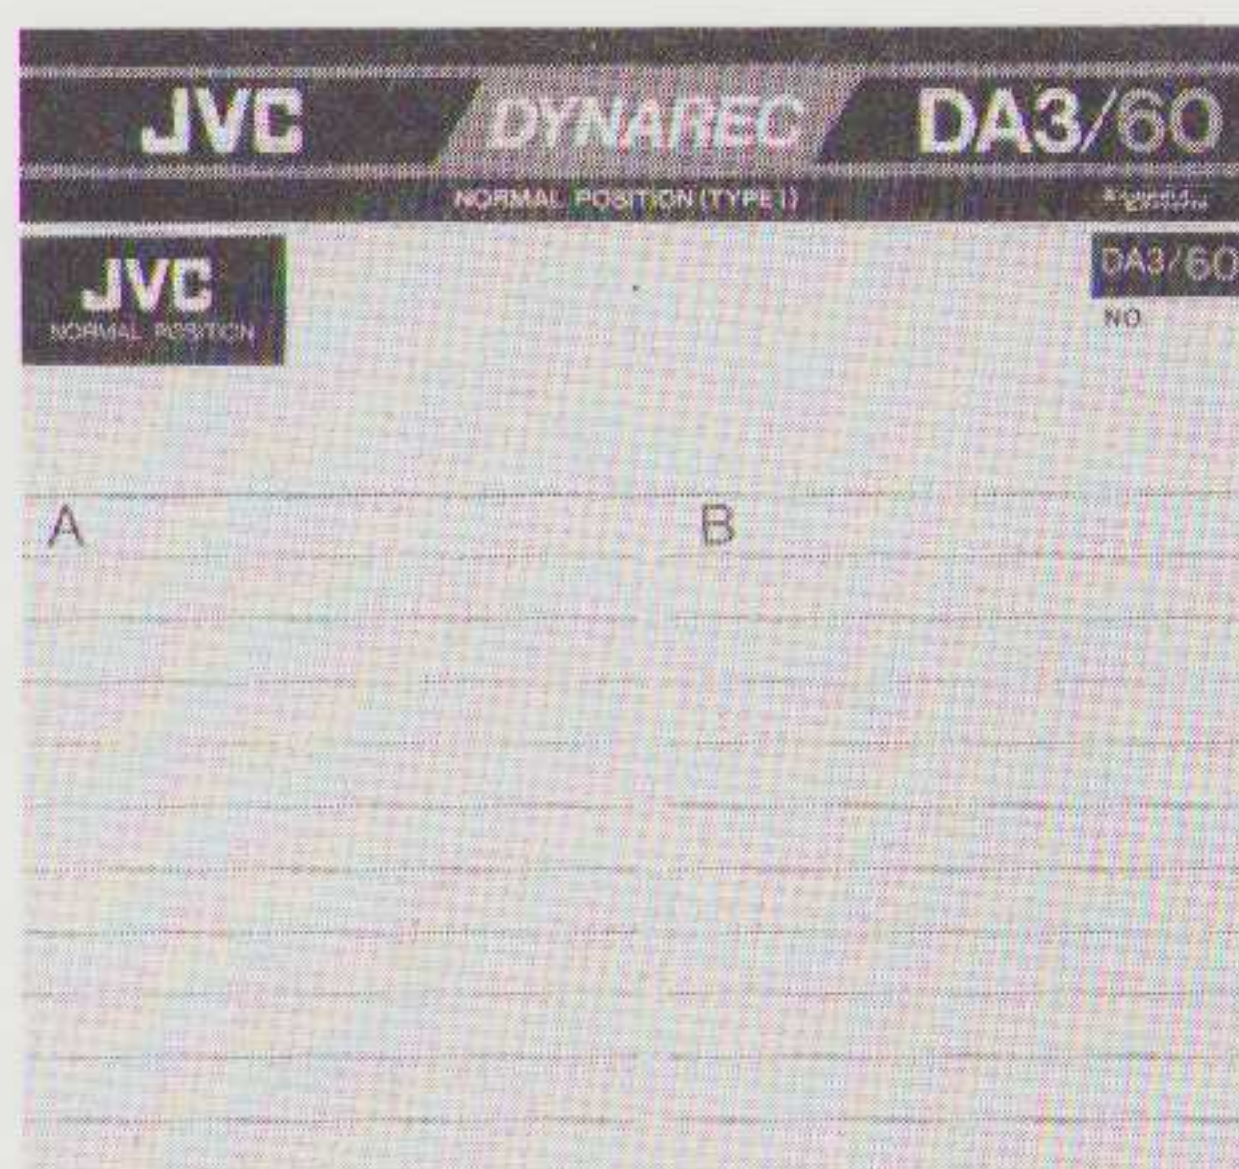 JVC DYNAREC DA3/60
NORMAL POSITION (TYPE I)
JVC DA3/60
NORMAL POSITION NO.
A B